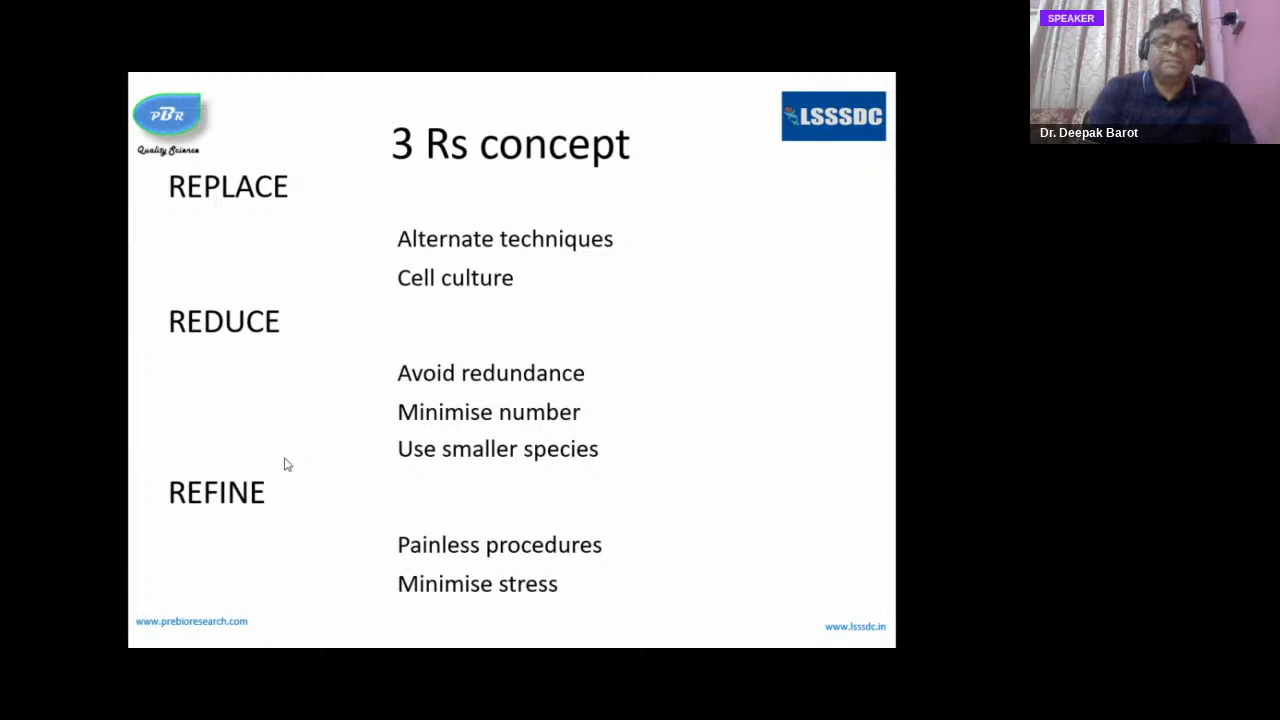 SPEAKER
Dr. Deepak Barot
PBR
Quality Science
LSSSDC
3 Rs concept
REPLACE
Alternate techniques
Cell culture
REDUCE
Avoid redundance
Minimise number
Use smaller species
REFINE
Painless procedures
Minimise stress
www.prebioresearch.com
www.lsssdc.in